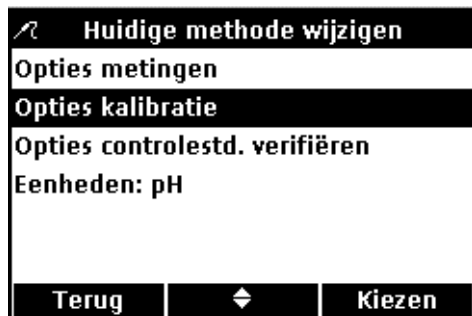 Huidige methode wijzigen
Opties metingen
Opties kalibratie
Opties controlestd. verifiëren
Eenheden: pH
Terug Kiezen